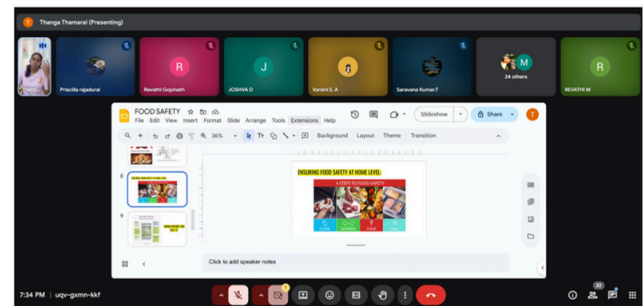 T Thanga Thamarai (Presenting)
Priscilla rajadurai
R
Revathi Gopinath
J
JOSHVA D
Varsini S. A
Saravana Kumar.T
M
24 others
R
REVATHI M
FOOD SAFETY
Slideshow
Share
T
File Edit View Insert Format Slide Arrange Tools Extensions Help
36%
Background Layout Theme Transition
8
ENSURING FOOD SAFETY AT HOME LEVEL
4 STEPS TO FOOD SAFETY
COOK
9
Click to add speaker notes
7:34 PM | uqv-gxmn-kkf
32